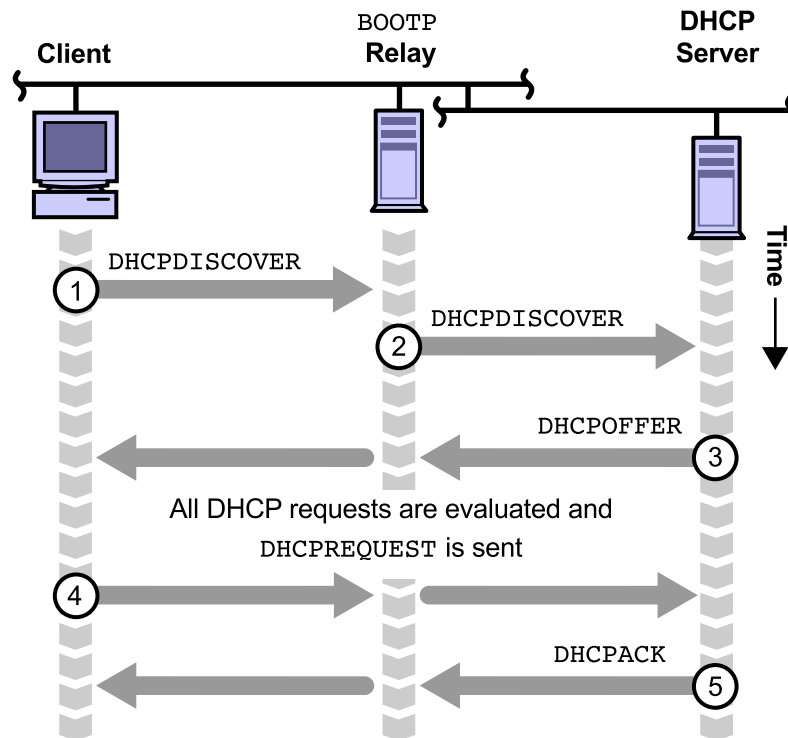 Client
BOOTP
Relay
DHCP
Server
Time
DHCPDISCOVER
1
DHCPDISCOVER
2
DHCPOFFER
3
All DHCP requests are evaluated and
DHCPREQUEST is sent
4
DHCPACK
5